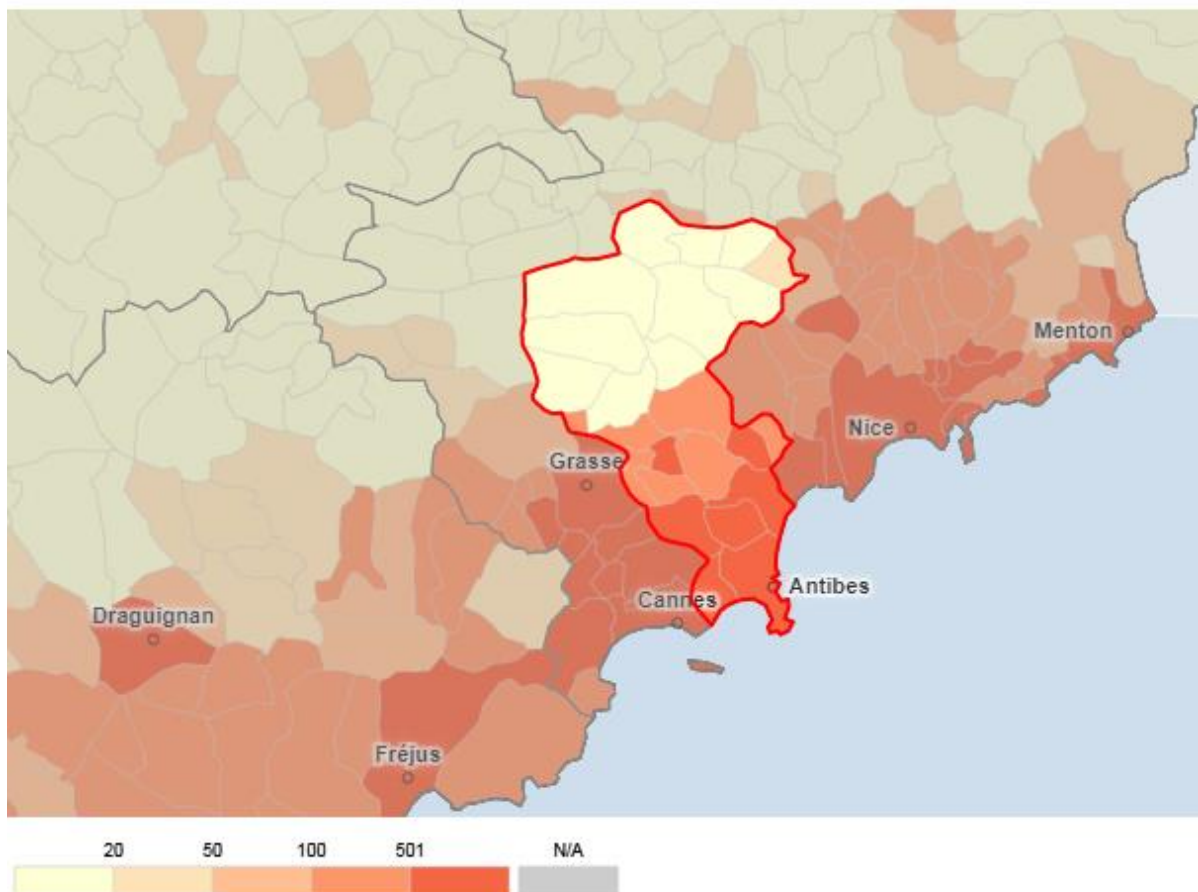 Menton
Nice
Grasse
Antibes
Cannes
Draguignan
Fréjus
20 50 100 501 N/A